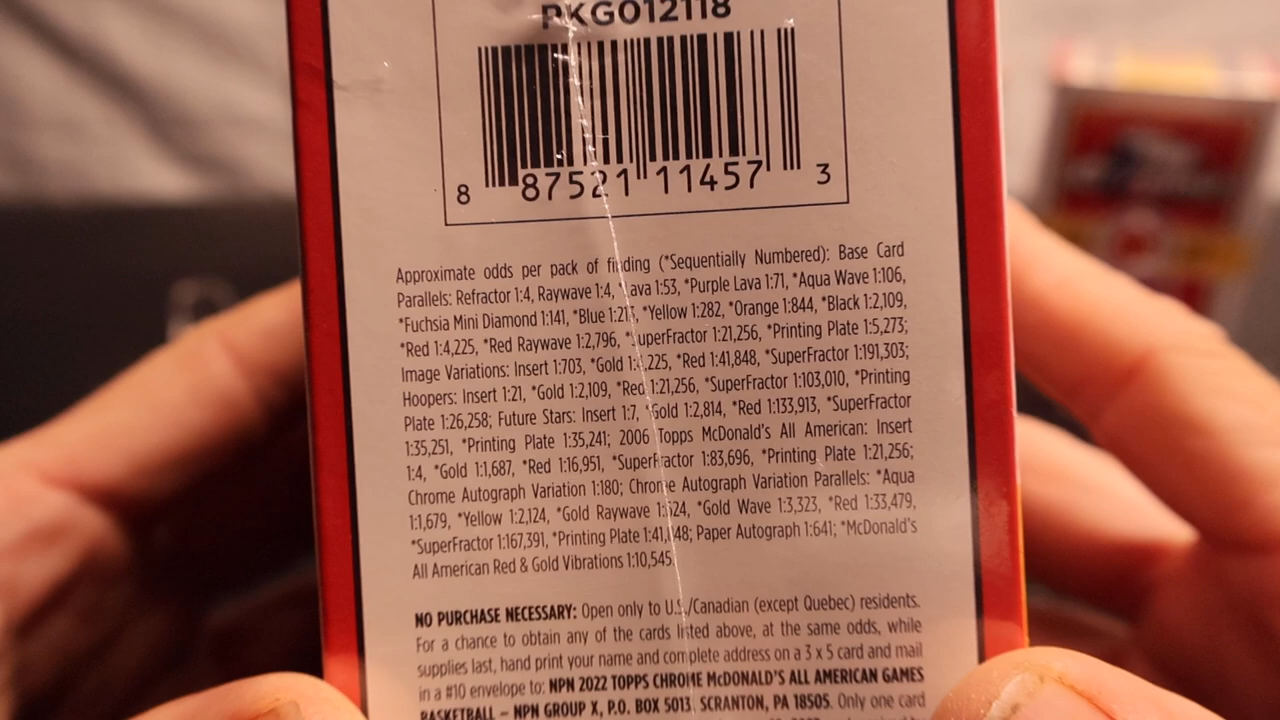 PKG012118
8 87521 11457 3
Approximate odds per pack of finding (*Sequentially Numbered): Base Card
Parallels: Refractor 1:4, Raywave 1:4, *Lava 1:53, *Purple Lava 1:71, *Aqua Wave 1:106,
*Fuchsia Mini Diamond 1:141, *Blue *Yellow 1:282, *Orange 1:844, *Black 1:2,109,
*Red 1:4,225, *Red Raywave 1:2,796, *SuperFractor 1:21,256, *Printing Plate 1:5,273;
Image Variations: Insert 1:703, *Gold *Red 1:41,848, *SuperFractor 1:191,303;
Hoopers: Insert 1:21, *Gold 1:2,109, *Red 1:21,256, *SuperFractor 1:103,010, *Printing
Plate 1:26,258; Future Stars: Insert 1:7, *Gold 1:2,814, *Red 1:133,913, *SuperFractor
1:35,251, *Printing Plate 1:35,241; 2006 Topps McDonald's All American: Insert
1:4, *Gold 1:1,687, *Red 1:16,951, *SuperFractor 1:83,696, *Printing Plate 1:21,256;
Chrome Autograph Variation 1:180; Chrome Autograph Variation Parallels: *Aqua
1:1,679, *Yellow 1:2,124, *Gold Raywave *Gold Wave 1:3,323, *Red 1:33,479,
*SuperFractor 1:167,391, *Printing Plate Paper Autograph 1:641; *McDonald's
All American Red & Gold Vibrations 1:10,545.
NO PURCHASE NECESSARY: Open only to U.S./Canadian (except Quebec) residents.
For a chance to obtain any of the cards listed above, at the same odds, while
supplies last, hand print your name and complete address on a 3 x 5 card and mail
in a #10 envelope to: NPN 2022 TOPPS CHROME McDONALD'S ALL AMERICAN GAMES
BASKETBALL – NPN GROUP X, P.O. BOX 5013, SCRANTON, PA 18505. Only one card